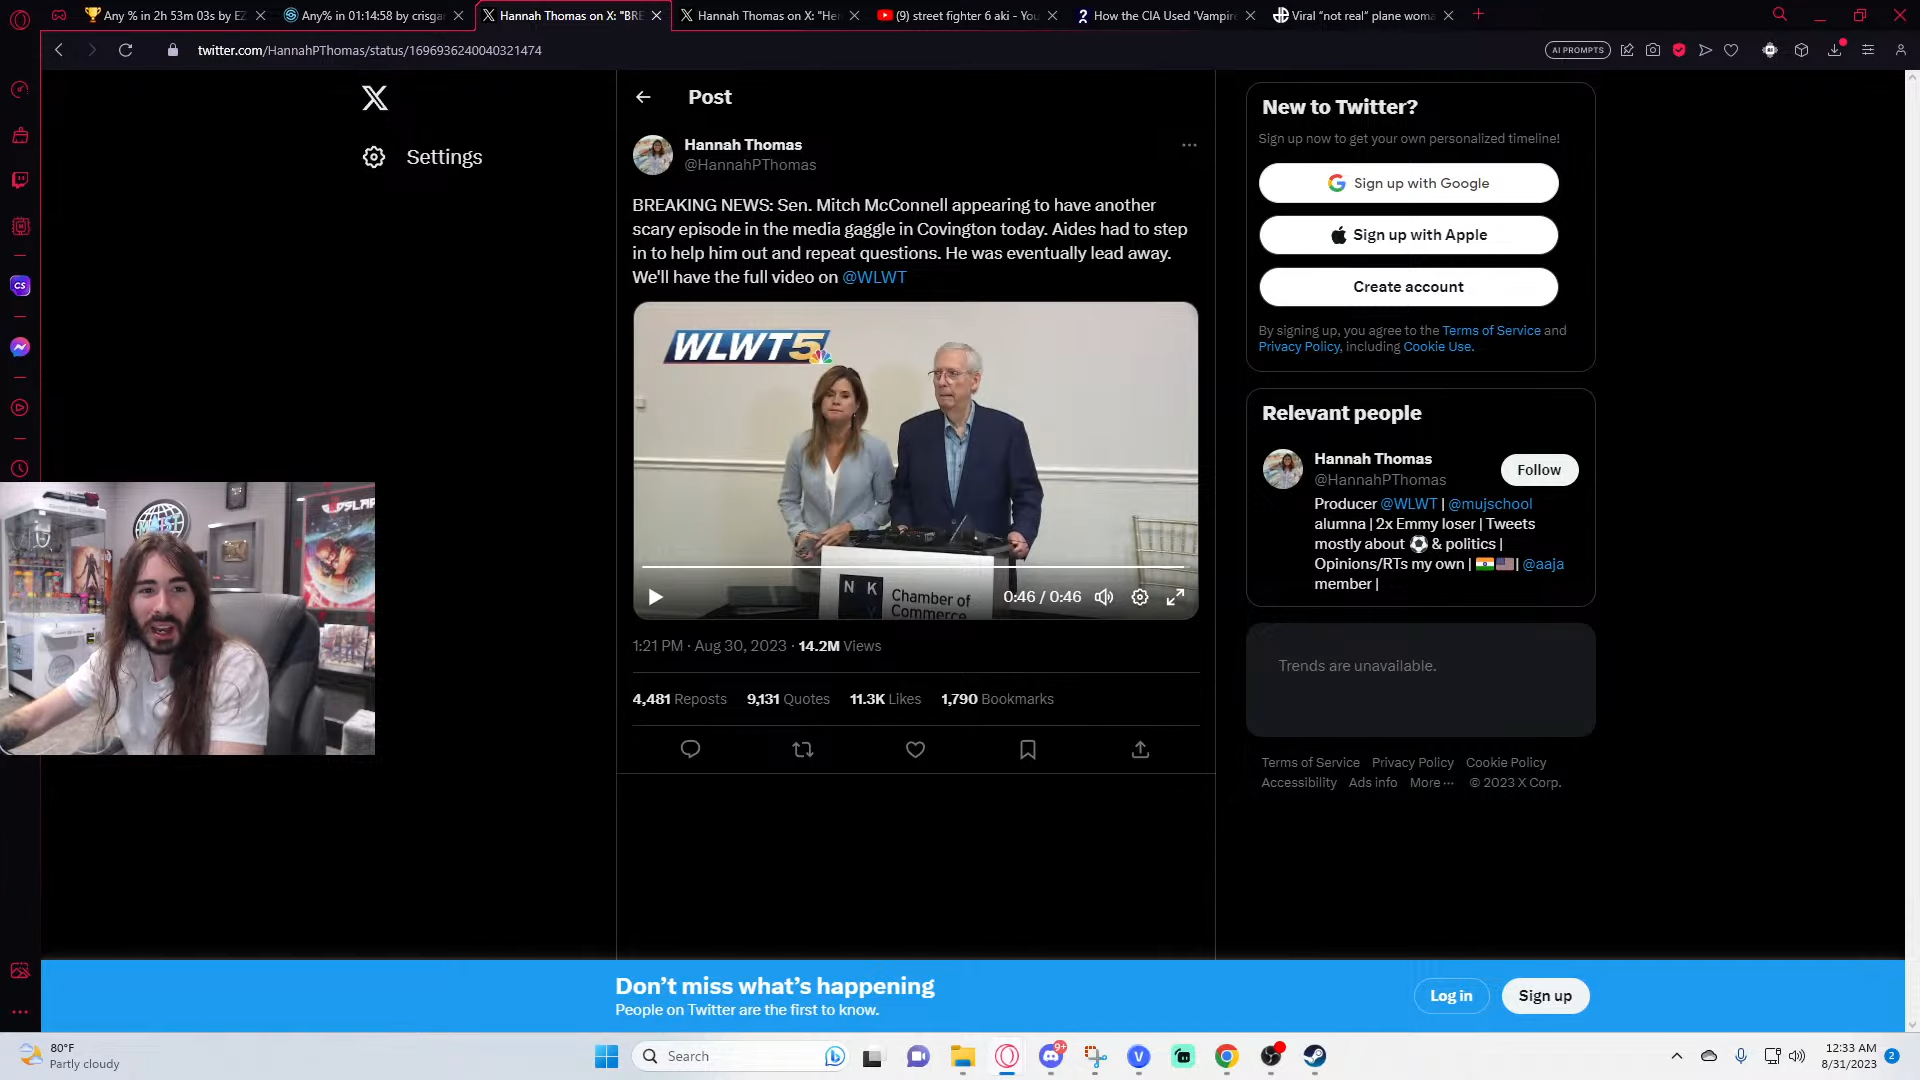 Any % in 2h 53m 03s by EZ
Any% in 01:14:58 by crisgar
Hannah Thomas on X: "BRE
Hannah Thomas on X: "Her
(9) street fighter 6 aki - You
How the CIA Used 'Vampire
Viral "not real" plane woma
twitter.com/HannahPThomas/status/1696936240040321474
AI PROMPTS
Settings
Post
Hannah Thomas
@HannahPThomas
BREAKING NEWS: Sen. Mitch McConnell appearing to have another
scary episode in the media gaggle in Covington today. Aides had to step
in to help him out and repeat questions. He was eventually lead away.
We'll have the full video on @WLWT
WLWT5
N K
Chamber of
Commerce
0:46 / 0:46
1:21 PM · Aug 30, 2023 · 14.2M Views
4,481 Reposts 9,131 Quotes 11.3K Likes 1,790 Bookmarks
New to Twitter?
Sign up now to get your own personalized timeline!
Sign up with Google
Sign up with Apple
Create account
By signing up, you agree to the Terms of Service and
Privacy Policy, including Cookie Use.
Relevant people
Hannah Thomas
@HannahPThomas
Follow
Producer @WLWT | @mujschool
alumna | 2x Emmy loser | Tweets
mostly about ⚽ & politics |
Opinions/RTs my own | 🇮🇳🇺🇸| @aaja
member |
Trends are unavailable.
Terms of Service Privacy Policy Cookie Policy
Accessibility Ads info More ··· © 2023 X Corp.
CS
MOIST
Don't miss what's happening
People on Twitter are the first to know.
Log in
Sign up
80°F
Partly cloudy
Search
9+
12:33 AM
8/31/2023
2